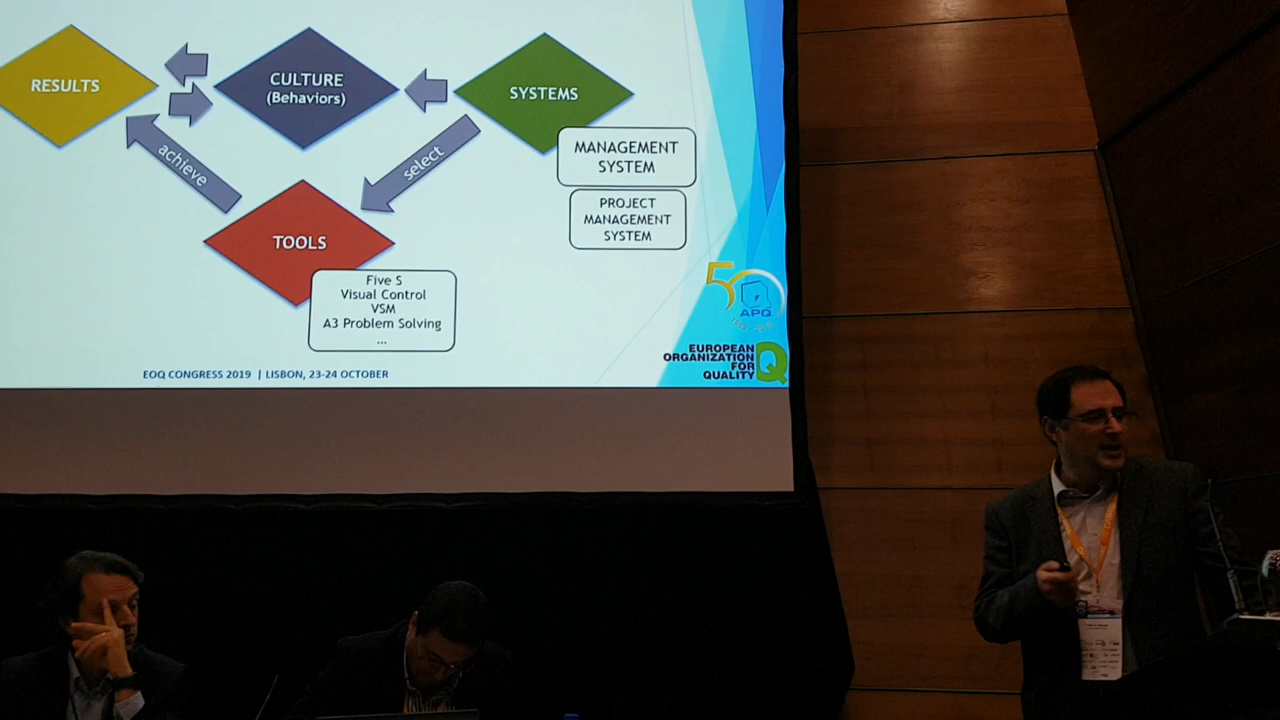 RESULTS
CULTURE
(Behaviors)
SYSTEMS
achieve
select
MANAGEMENT
SYSTEM
PROJECT
MANAGEMENT
SYSTEM
TOOLS
Five S
Visual Control
VSM
A3 Problem Solving
...
50
APQ
EUROPEAN
ORGANIZATION
FOR
QUALITY
EOQ CONGRESS 2019 | LISBON, 23-24 OCTOBER